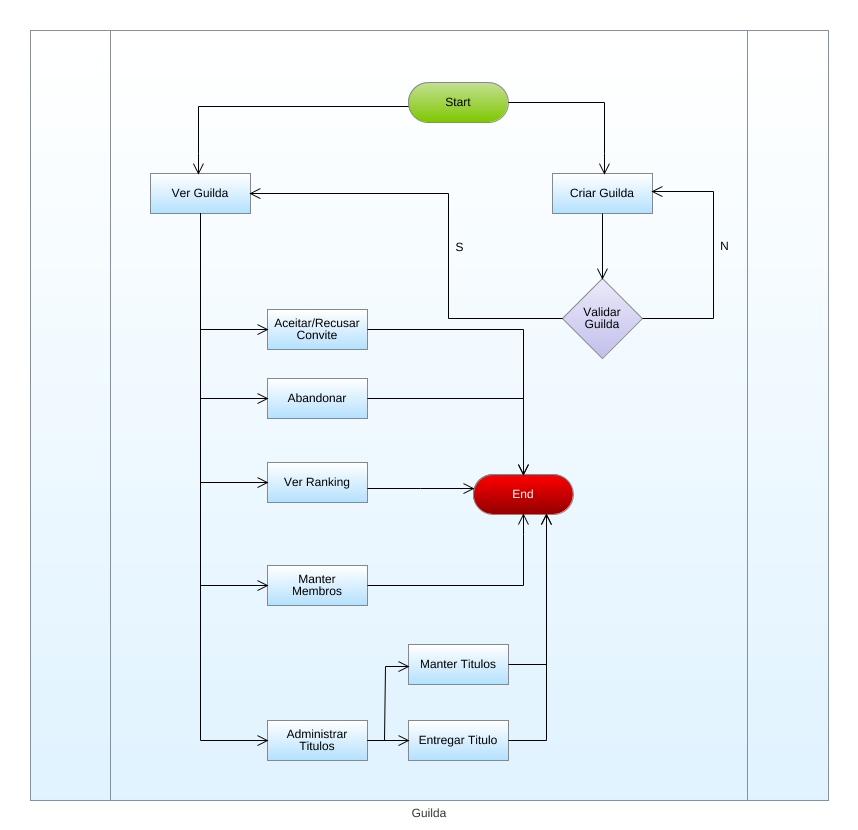 Start
Ver Guilda
Criar Guilda
S
N
Validar
Guilda
Aceitar/Recusar
Convite
Abandonar
Ver Ranking
End
Manter
Membros
Manter Titulos
Administrar
Titulos
Entregar Titulo
Guilda